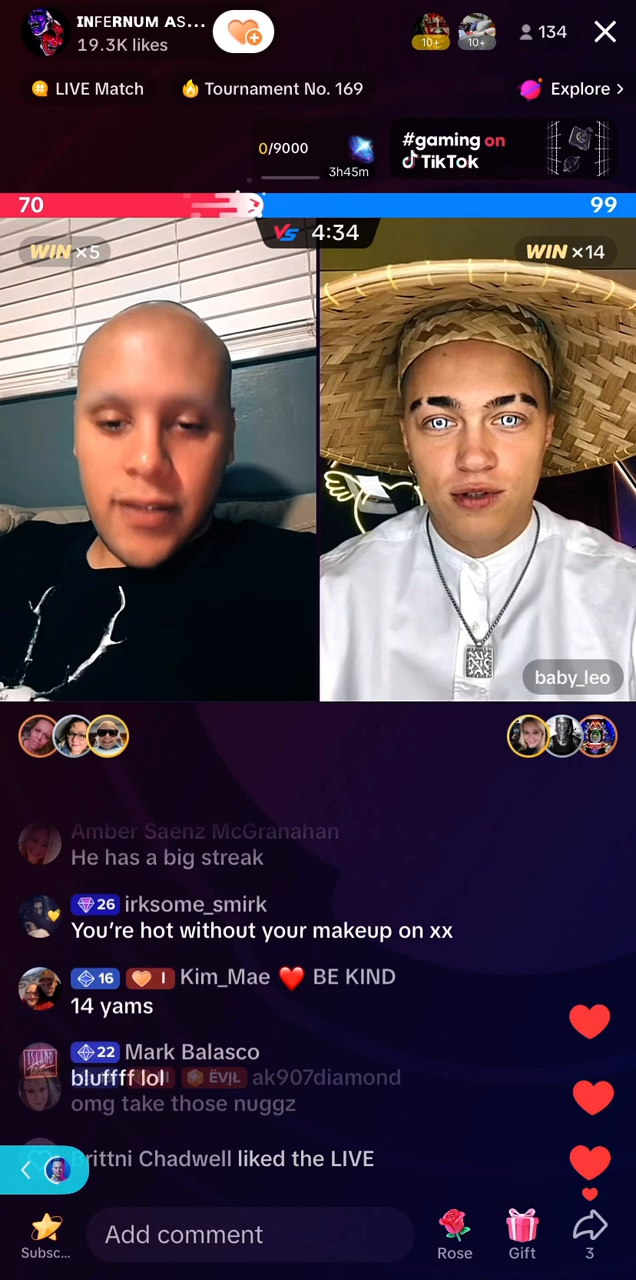 INFERNUM AS...
19.3K likes
10+
10+
134
LIVE Match
Tournament No. 169
Explore >
0/9000
3h45m
#gaming on
TikTok
70
99
VS 4:34
WIN ×5
WIN ×14
baby_leo
Amber Saenz McGranahan
He has a big streak
26 irksome_smirk
You're hot without your makeup on xx
16 I Kim_Mae ❤️ BE KIND
14 yams
22 Mark Balasco
bluffff lol
ËVĮŁ ak907diamond
omg take those nuggz
Brittni Chadwell liked the LIVE
Subsc...
Add comment
Rose
Gift
3